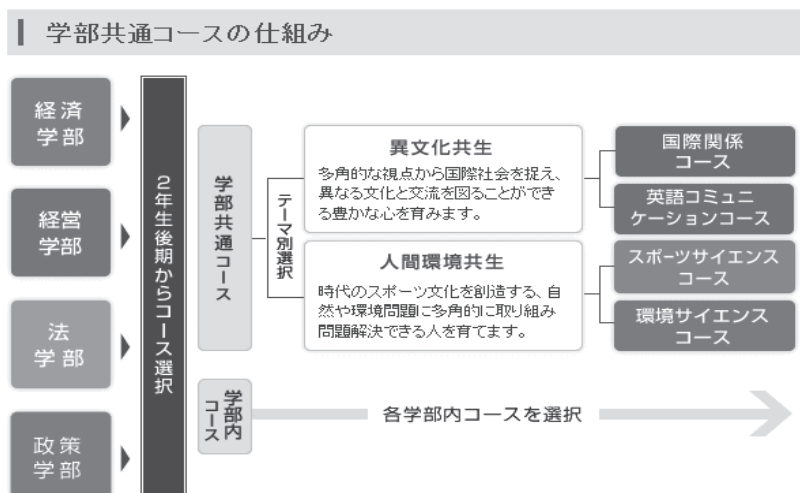 学部共通コースの仕組み
経済
学部
経営
学部
法
学部
政策
学部
2年生後期からコース選択
学部共通コース
テーマ別選択
異文化共生
多角的な視点から国際社会を捉え、
異なる文化と交流を図ることができ
る豊かな心を育みます。
人間環境共生
時代のスポーツ文化を創造する、自
然や環境問題に多角的に取り組み
問題解決できる人を育てます。
国際関係
コース
英語コミュニ
ケーションコース
スポーツサイエンス
コース
環境サイエンス
コース
学部内
コース
各学部内コースを選択